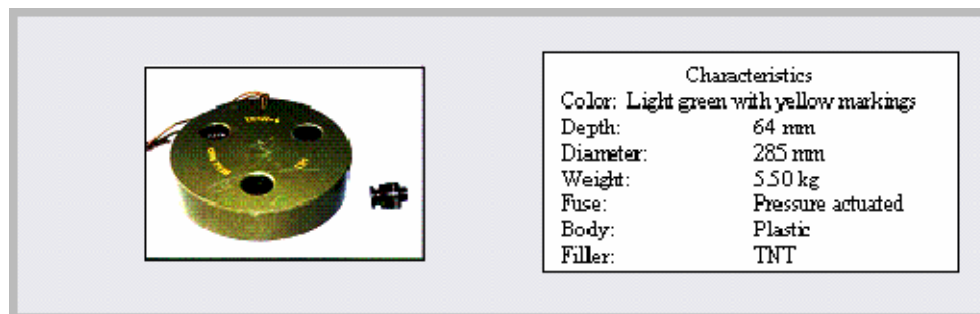 Characteristics
Color: Light green with yellow markings
Depth: 64 mm
Diameter: 285 mm
Weight: 5.50 kg
Fuse: Pressure actuated
Body: Plastic
Filler: TNT